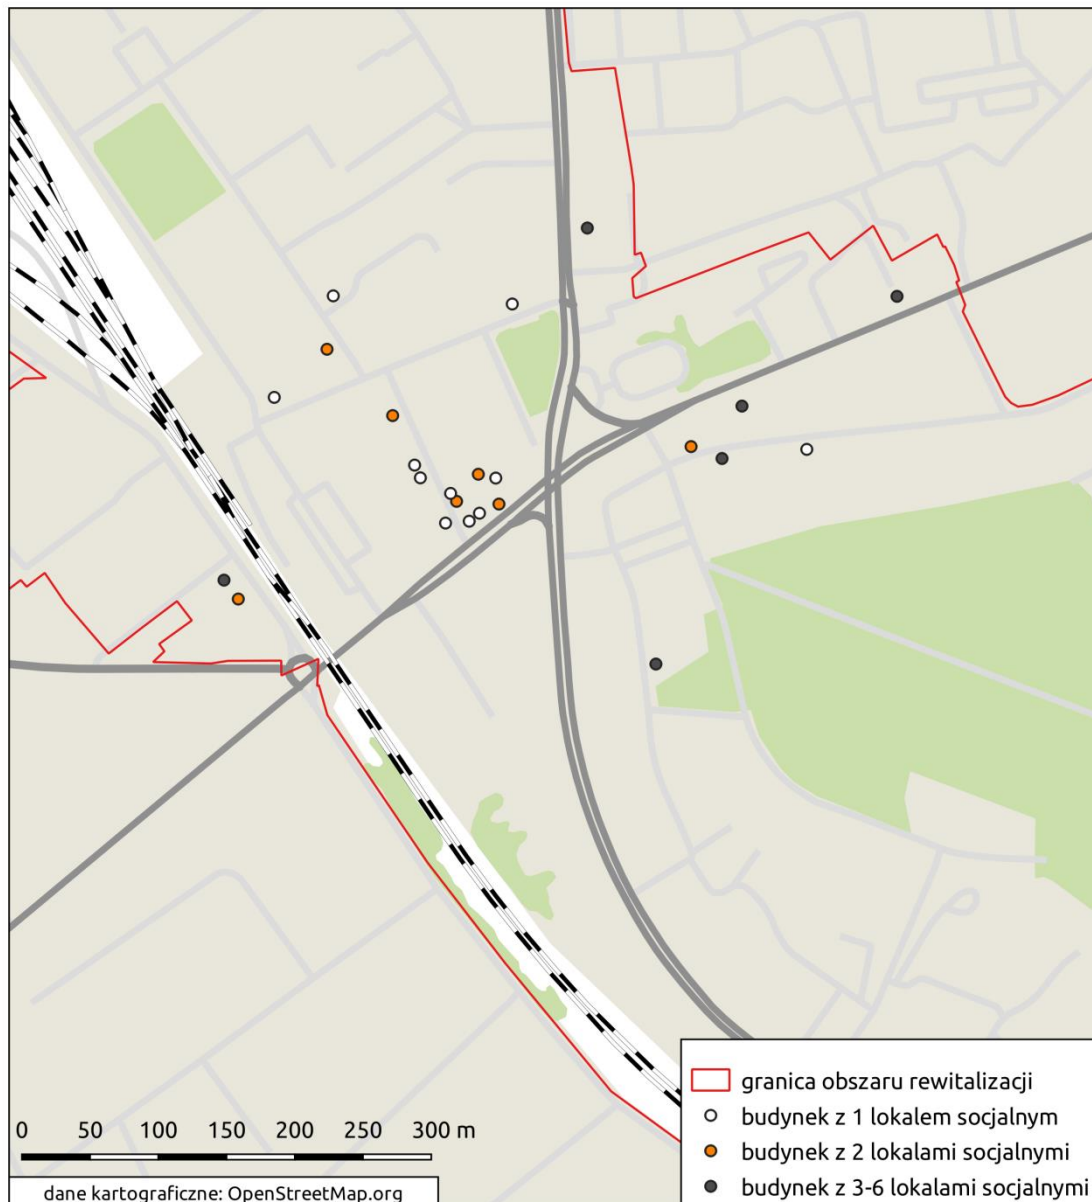 granica obszaru rewitalizacji
budynek z 1 lokalem socjalnym
budynek z 2 lokalami socjalnymi
budynek z 3-6 lokalami socjalnymi
0 50 100 150 200 250 300 m
dane kartograficzne: OpenStreetMap.org